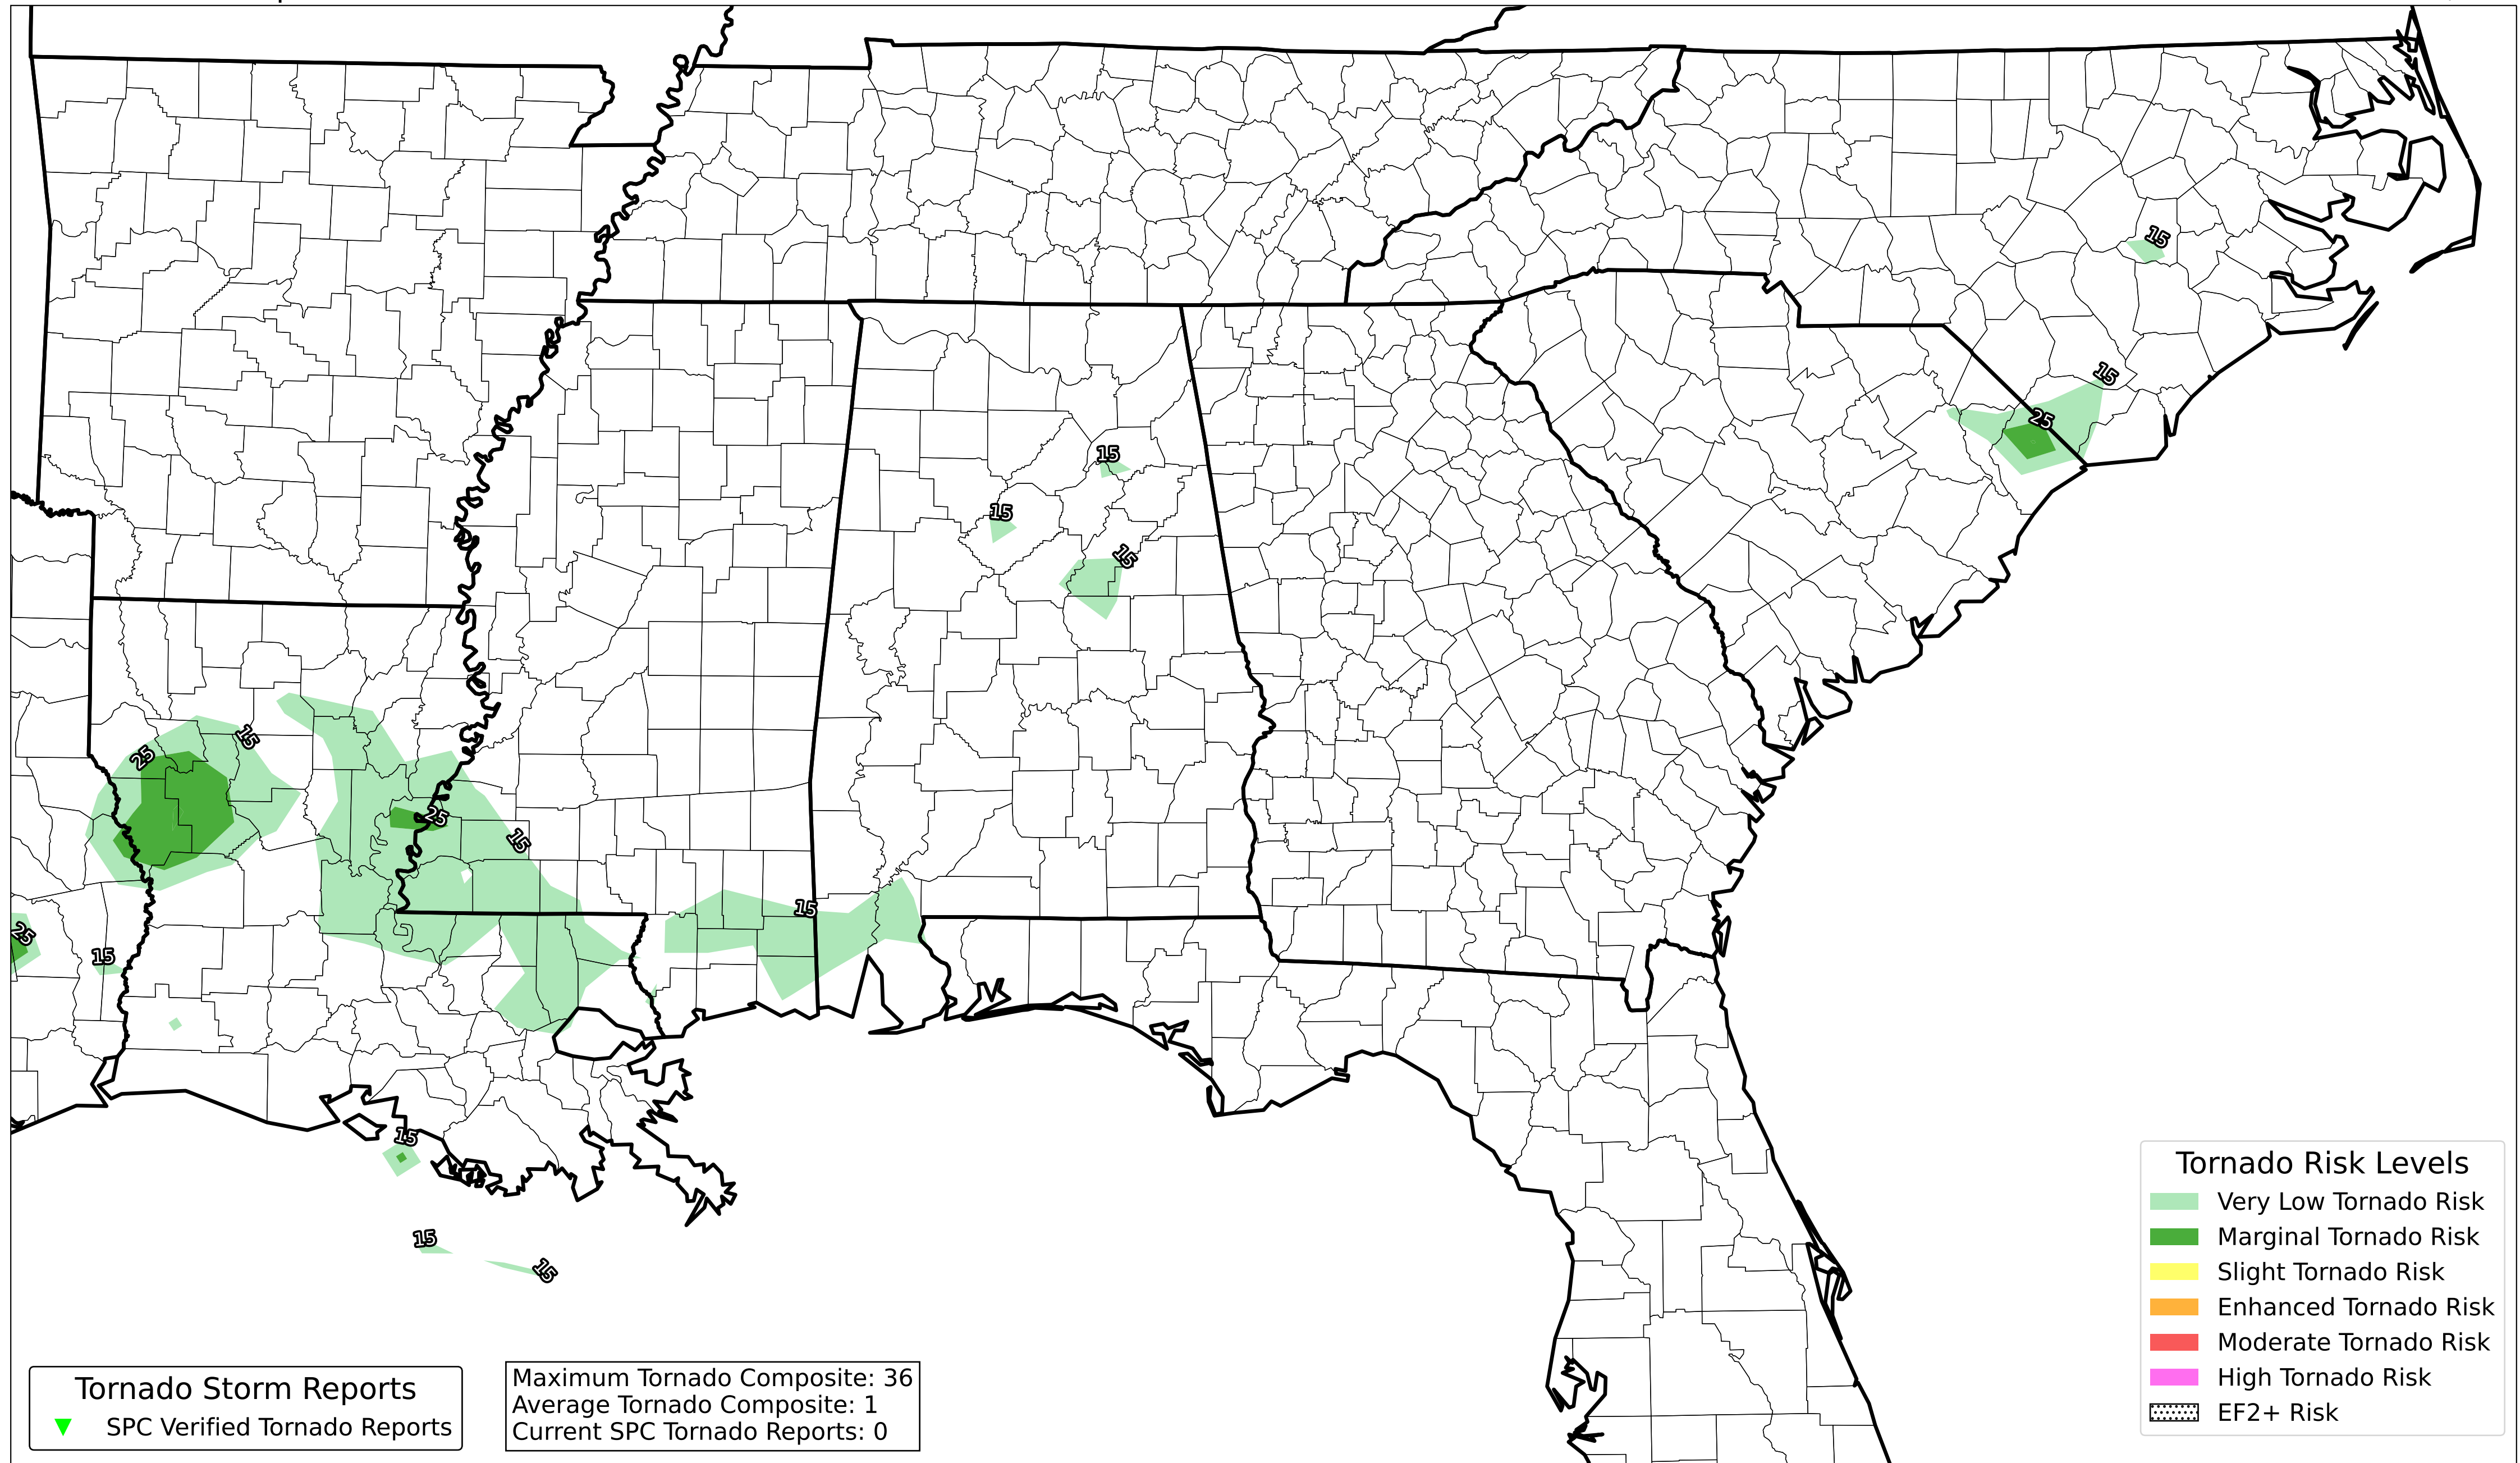 15
15
25
15
15
15
15
25
25
15
15
15
25
15
15
15
15
Tornado Risk Levels
Very Low Tornado Risk
Marginal Tornado Risk
Slight Tornado Risk
Enhanced Tornado Risk
Moderate Tornado Risk
High Tornado Risk
EF2+ Risk
Tornado Storm Reports
SPC Verified Tornado Reports
Maximum Tornado Composite: 36
Average Tornado Composite: 1
Current SPC Tornado Reports: 0